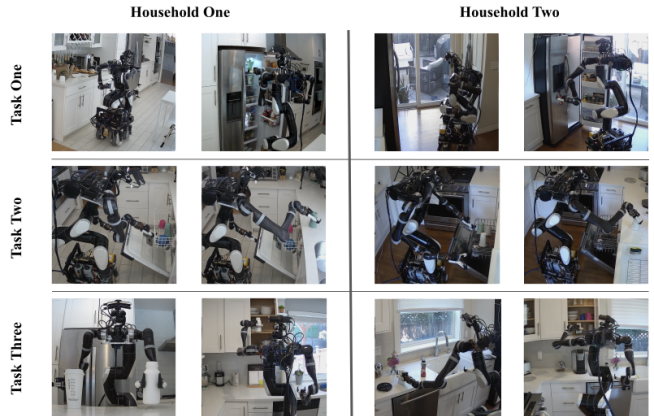 Household One
Household Two
Task One
Task Two
Task Three